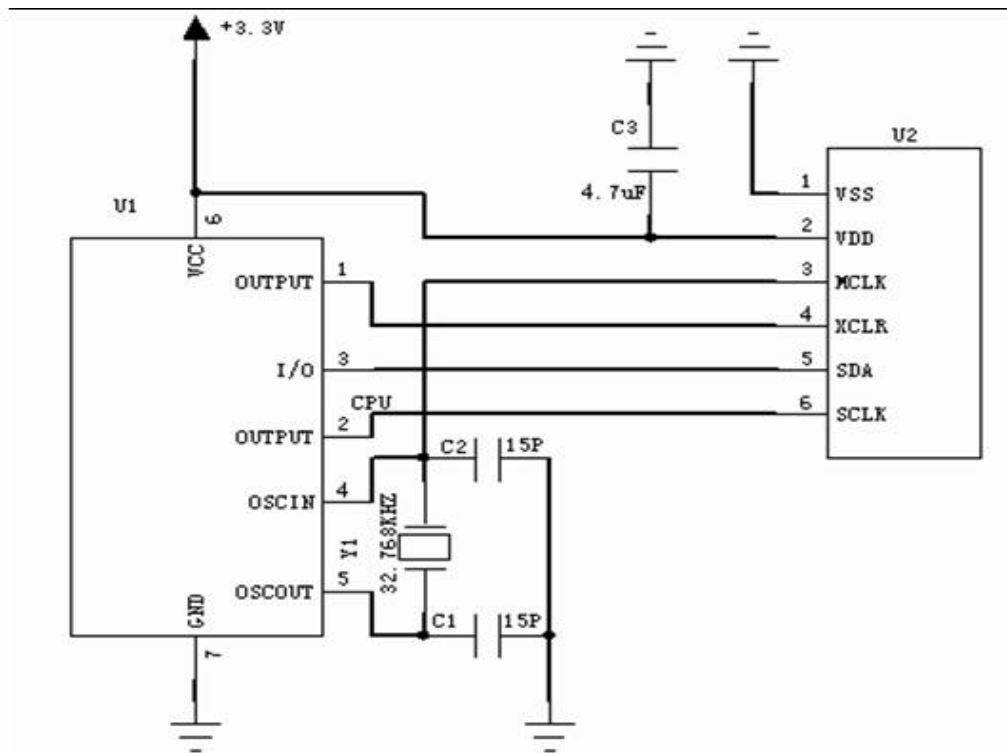 +3.3V
C3
4.7uF
U2
1
VSS
2
VDD
3
MCLK
4
XCLR
5
SDA
6
SCLK
U1
6
VCC
OUTPUT
1
I/O
3
CPU
OUTPUT
2
OSCIN
4
OSCOUT
5
GND
7
C2
15P
Y1
32.768KHZ
C1
15P